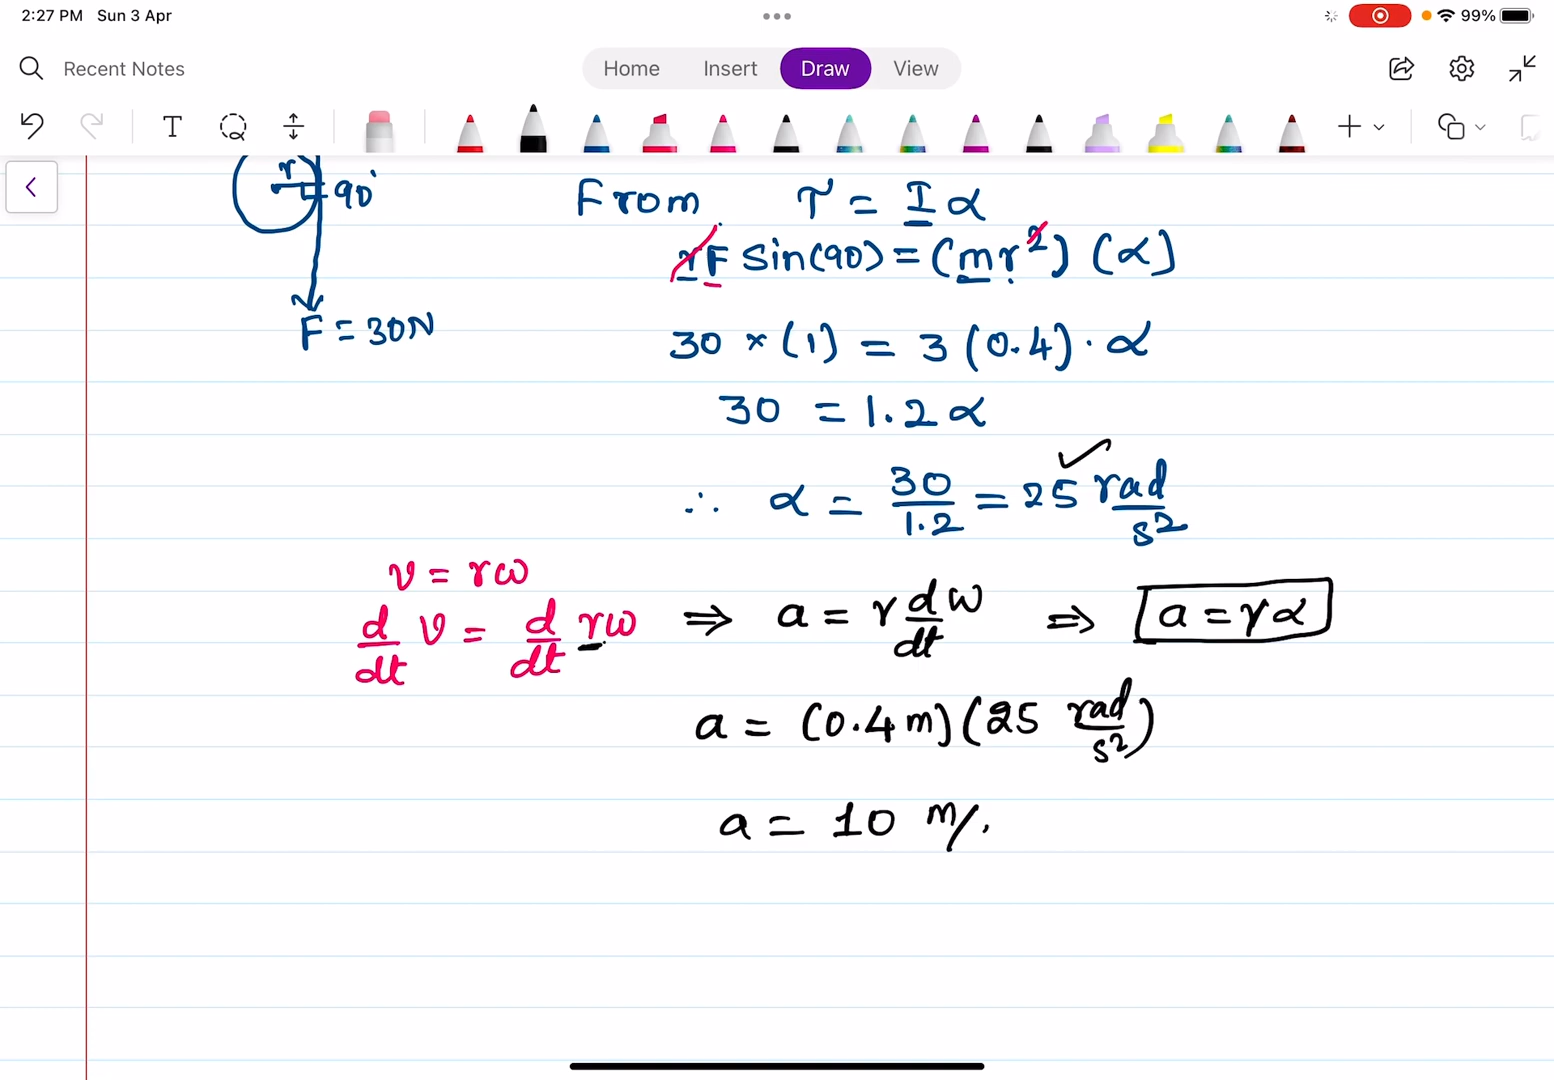 2:27 PM Sun 3 Apr
99%
Recent Notes
Home Insert Draw View
T
r
90°
F = 30N
From τ = I α
rF sin(90) = (mr²) (α)
30 × (1) = 3 (0.4) · α
30 = 1.2 α
∴ α = 30/1.2 = 25 rad/s²
v = rω
d/dt v = d/dt rω ⇒ a = r d/dt ω ⇒ a = rα
a = (0.4 m) (25 rad/s²)
a = 10 m/